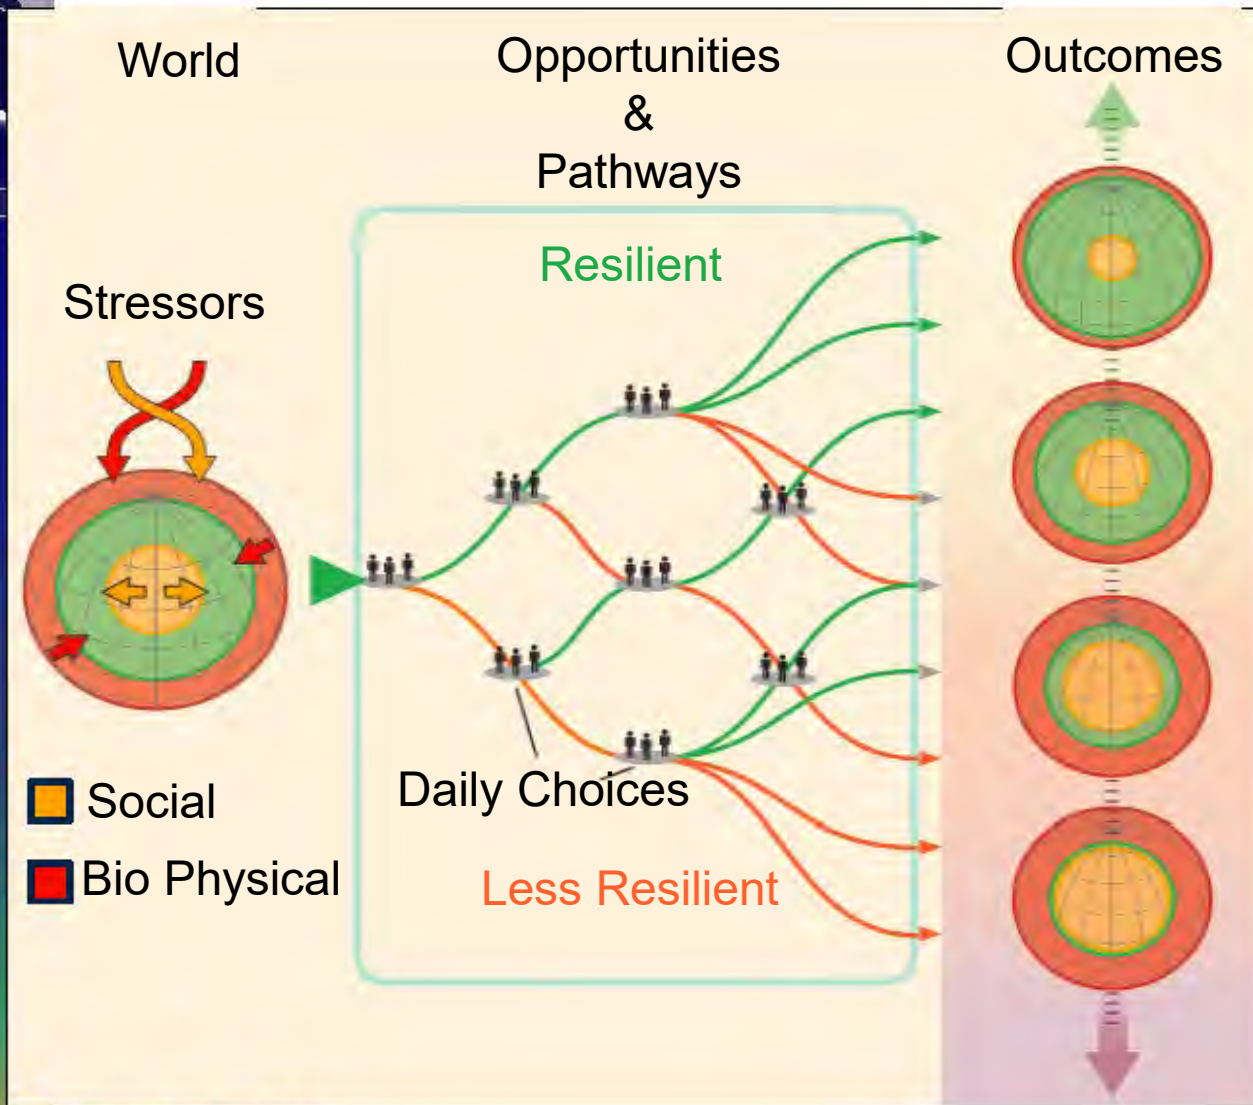 World
Opportunities
&
Pathways
Outcomes
Resilient
Stressors
Daily Choices
Social
Bio Physical
Less Resilient